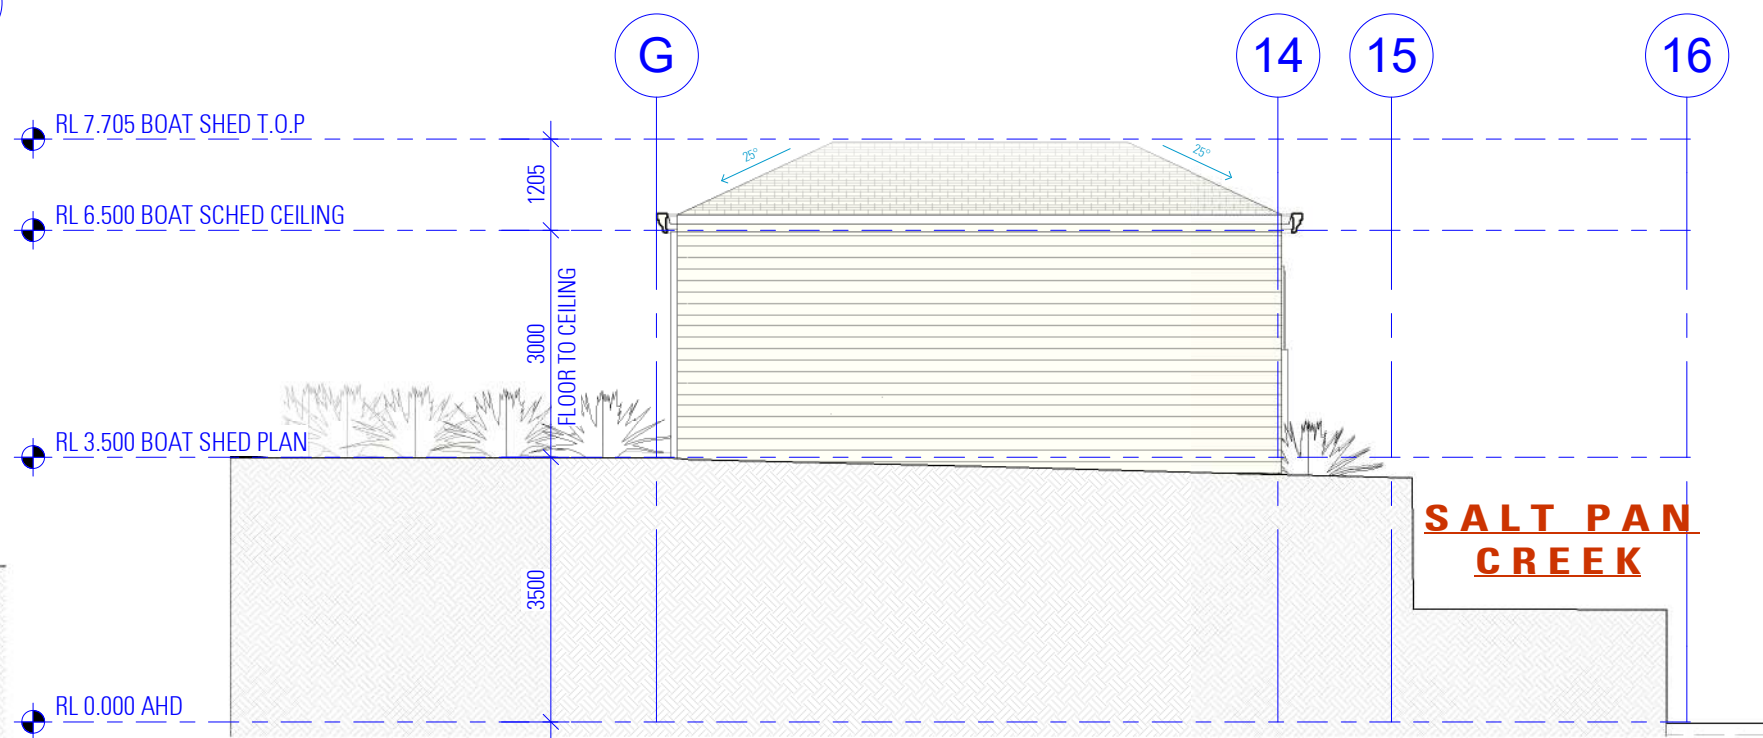 G
14
15
16
RL 7.705 BOAT SHED T.O.P
25°
25°
1205
RL 6.500 BOAT SCHED CEILING
3000
FLOOR TO CEILING
RL 3.500 BOAT SHED PLAN
SALT PAN
CREEK
3500
RL 0.000 AHD